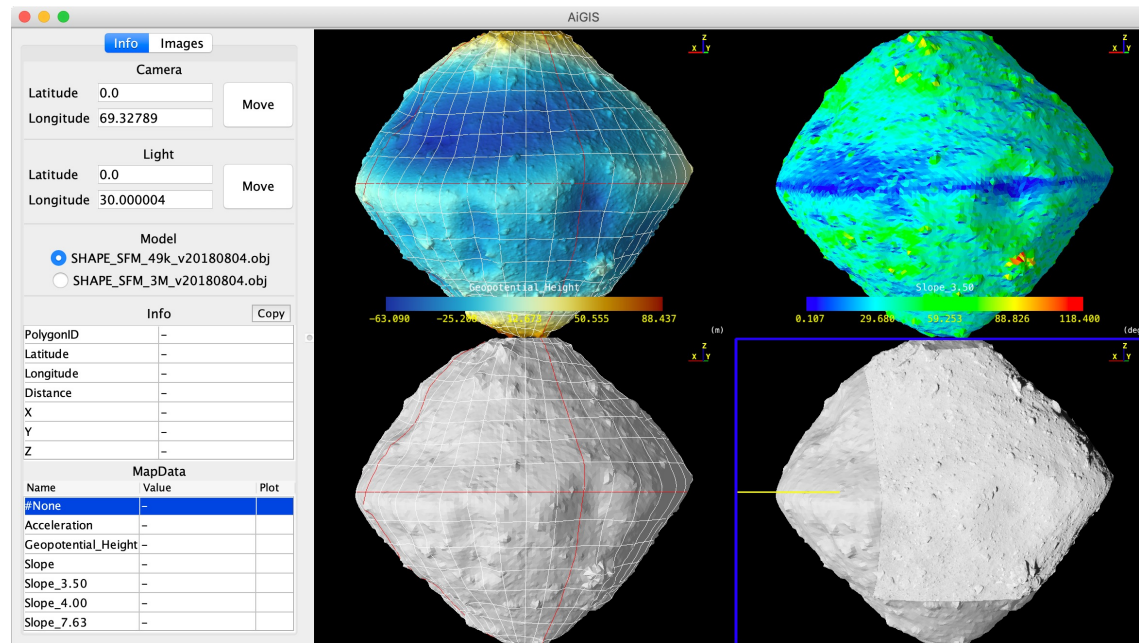 AiGIS
Info Images
Camera
Latitude 0.0
Longitude 69.32789
Move
Light
Latitude 0.0
Longitude 30.000004
Move
Model
SHAPE_SFM_49k_v20180804.obj
SHAPE_SFM_3M_v20180804.obj
Info Copy
PolygonID –
Latitude –
Longitude –
Distance –
X –
Y –
Z –
MapData
Name Value Plot
#None –
Acceleration –
Geopotential_Height –
Slope –
Slope_3.50 –
Slope_4.00 –
Slope_7.63 –
Z
X Y
Geopotential_Height
-63.090 -25.208 50.555 88.437
(m)
Z
X Y
Slope_3.50
0.107 29.680 59.253 88.826 118.400
(deg
Z
X Y
Z
X Y